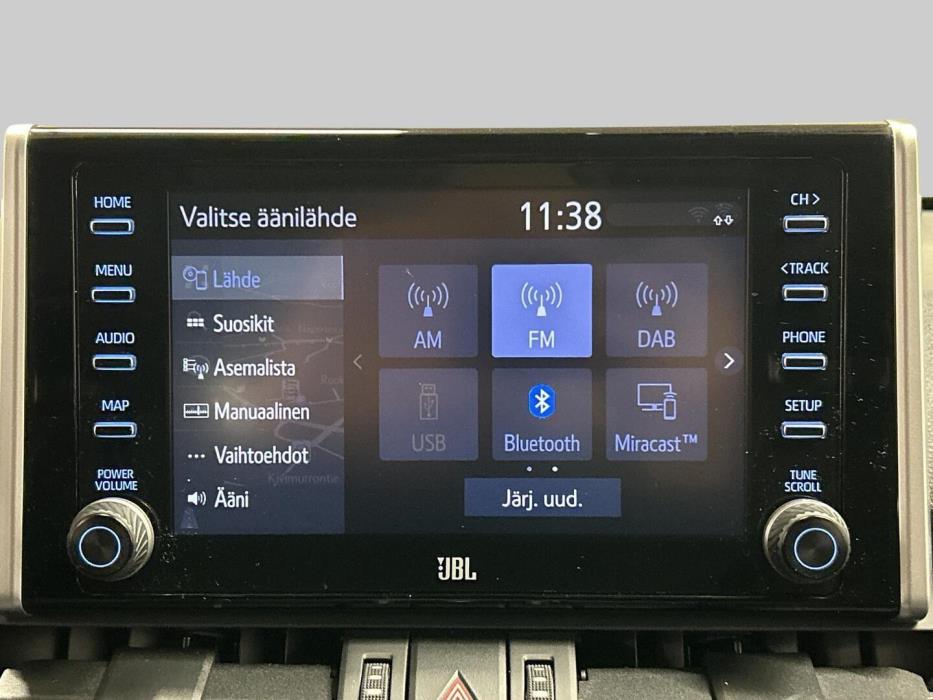 HOME
MENU
AUDIO
MAP
POWER
VOLUME
Valitse äänilähde
11:38
Lähde
Suosikit
Asemalista
Manuaalinen
Vaihtoehdot
Ääni
AM
FM
DAB
USB
Bluetooth
Miracast™
Järj. uud.
CH>
<TRACK
PHONE
SETUP
TUNE
SCROLL
JBL